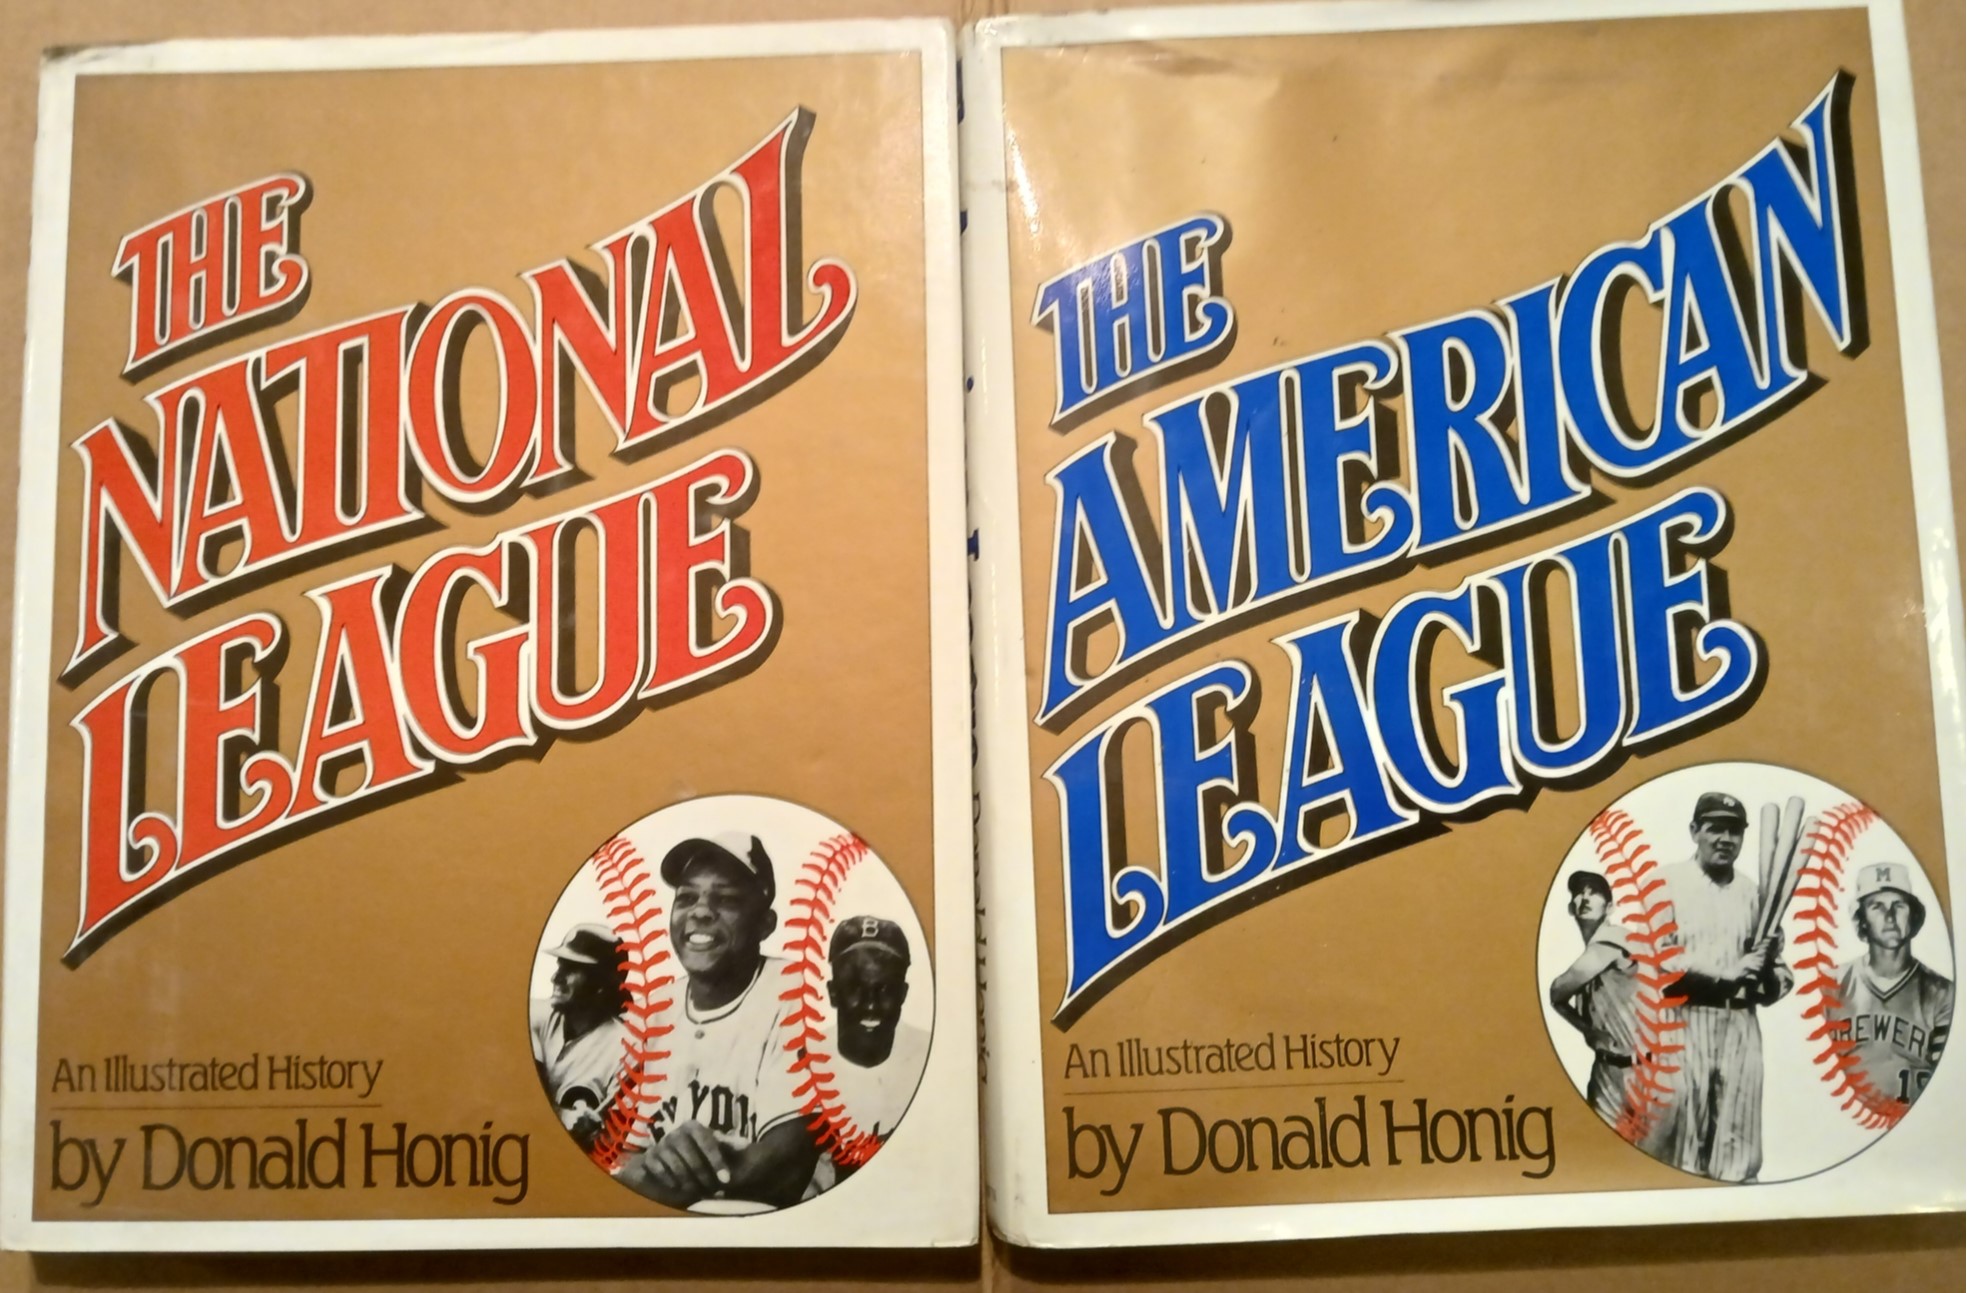 THE
NATIONAL
LEAGUE
An Illustrated History
by Donald Honig
B
THE
AMERICAN
LEAGUE
An Illustrated History
by Donald Honig
M